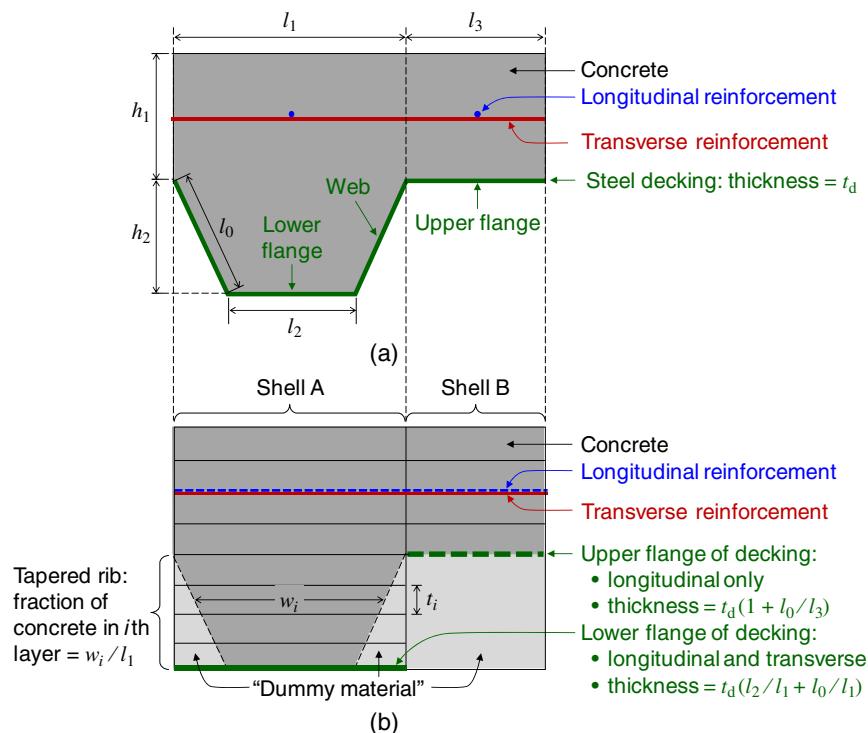 l₁
l₃
Concrete
Longitudinal reinforcement
h₁
Transverse reinforcement
Steel decking: thickness = t_d
Web
h₂
l₀
Lower
flange
Upper flange
l₂
(a)
Shell A
Shell B
Concrete
Longitudinal reinforcement
Transverse reinforcement
Upper flange of decking:
• longitudinal only
• thickness = t_d (1 + l₀/l₃)
Tapered rib:
fraction of
concrete in ith
layer = wᵢ/l₁
wᵢ
tᵢ
Lower flange of decking:
• longitudinal and transverse
• thickness = t_d (l₂/l₁ + l₀/l₁)
“Dummy material”
(b)